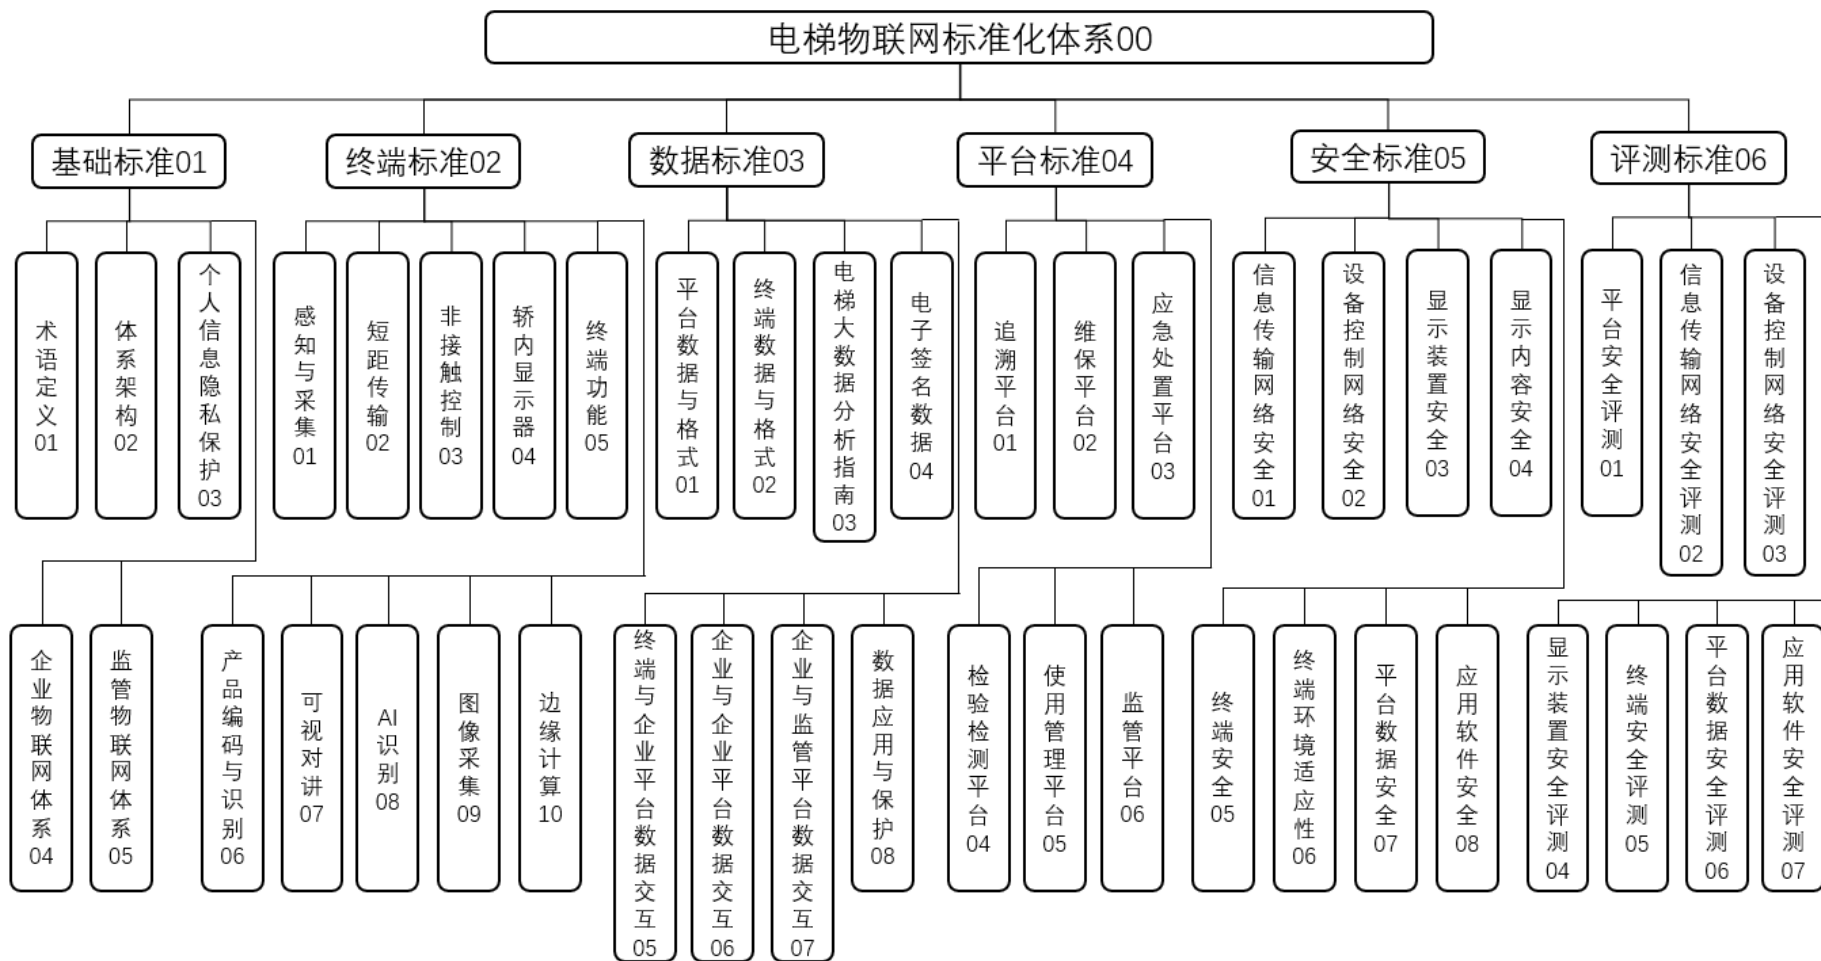 电梯物联网标准化体系00
基础标准01
终端标准02
数据标准03
平台标准04
安全标准05
评测标准06
术语定义01
体系架构02
个人信息隐私保护03
感知与采集01
短距传输02
非接触控制03
轿内显示器04
终端功能05
平台数据与格式01
终端数据与格式02
电梯大数据分析指南03
电子签名数据04
追溯平台01
维保平台02
应急处置平台03
信息传输网络安全01
设备控制网络安全02
显示装置安全03
显示内容安全04
平台安全评测01
信息传输网络安全评测02
设备控制网络安全评测03
企业物联网体系04
监管物联网体系05
产品编码与识别06
可视对讲07
AI识别08
图像采集09
边缘计算10
终端与企业平台数据交互05
企业与企业平台数据交互06
企业与监管平台数据交互07
数据应用与保护08
检验检测平台04
使用管理平台05
监管平台06
终端安全05
终端环境适应性06
平台数据安全07
应用软件安全08
显示装置安全评测04
终端安全评测05
平台数据安全评测06
应用软件安全评测07